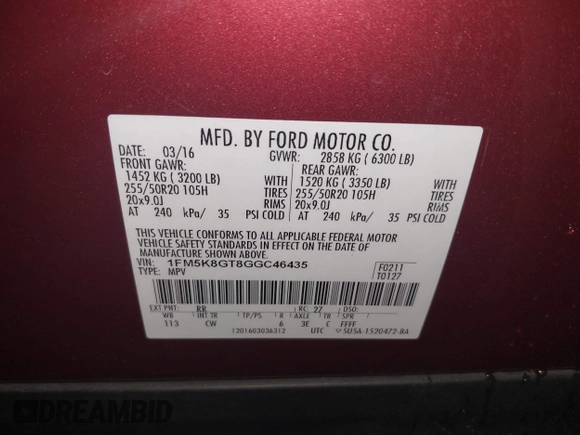 MFD. BY FORD MOTOR CO.
DATE: 03/16 GVWR: 2858 KG ( 6300 LB)
FRONT GAWR: REAR GAWR:
1452 KG ( 3200 LB) WITH 1520 KG ( 3350 LB) WITH
255/50R20 105H TIRES 255/50R20 105H TIRES
20x9.0J RIMS 20x9.0J RIMS
AT 240 kPa/ 35 PSI COLD AT 240 kPa/ 35 PSI COLD
THIS VEHICLE CONFORMS TO ALL APPLICABLE FEDERAL MOTOR
VEHICLE SAFETY STANDARDS IN EFFECT ON THE DATE OF
MANUFACTURE SHOWN ABOVE.
VIN: 1FM5K8GT8GGC46435 F0211
TYPE: MPV T0127
EXT PNT: RR RC: 27 DSO:
WB INT TR TP/PS R AXLE TR SPR
113 CW 6 3E C FFFF
1201603036312 UTC 5U5A-1520472-BA
DREAMBID